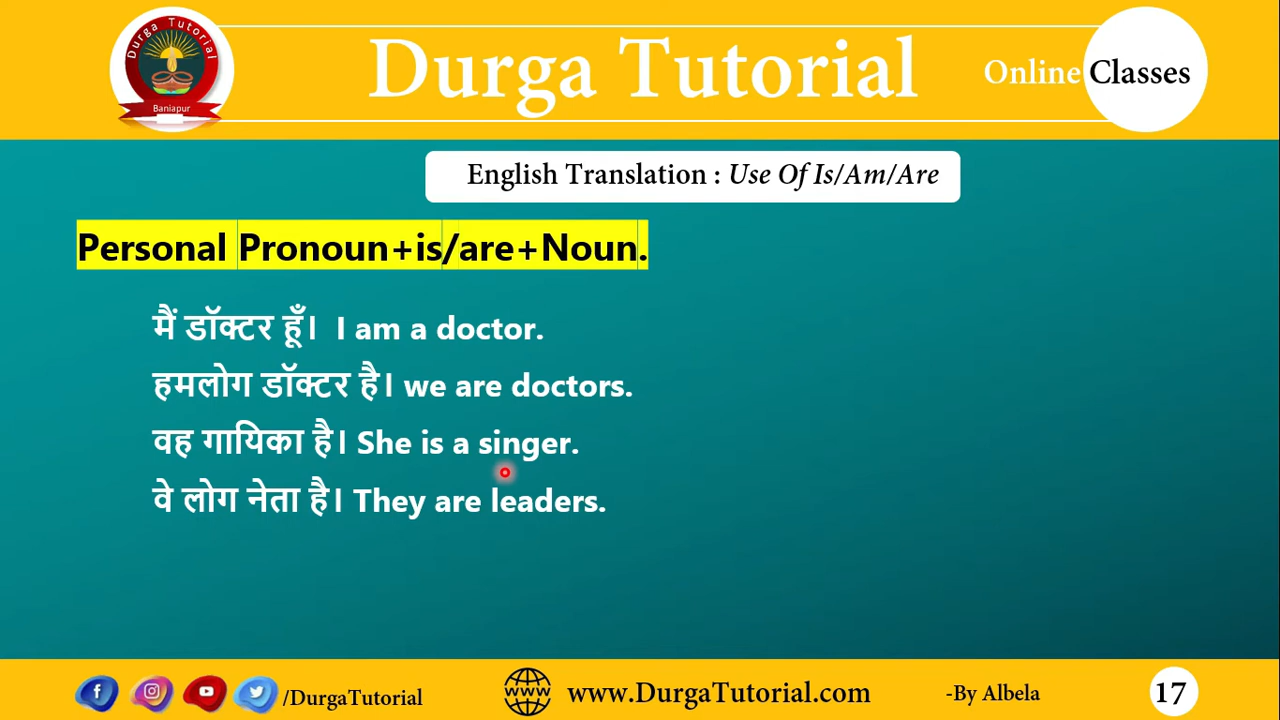 Durga Tutorial
Baniapur
Durga Tutorial
Online Classes
English Translation : Use Of Is/Am/Are
Personal Pronoun+is/are+Noun.
मैं डॉक्टर हूँ। I am a doctor.
हमलोग डॉक्टर है। we are doctors.
वह गायिका है। She is a singer.
वे लोग नेता है। They are leaders.
/DurgaTutorial
www
www.DurgaTutorial.com
-By Albela
17